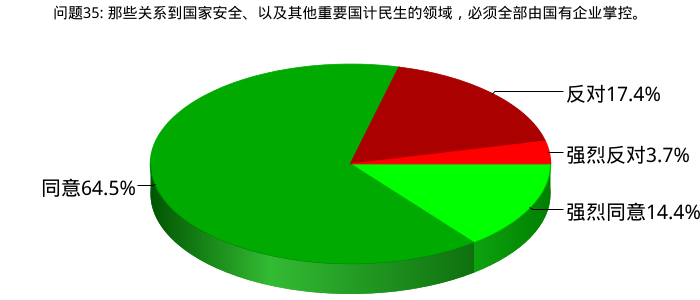 问题35: 那些关系到国家安全、以及其他重要国计民生的领域，必须全部由国有企业掌控。
反对17.4%
强烈反对3.7%
同意64.5%
强烈同意14.4%